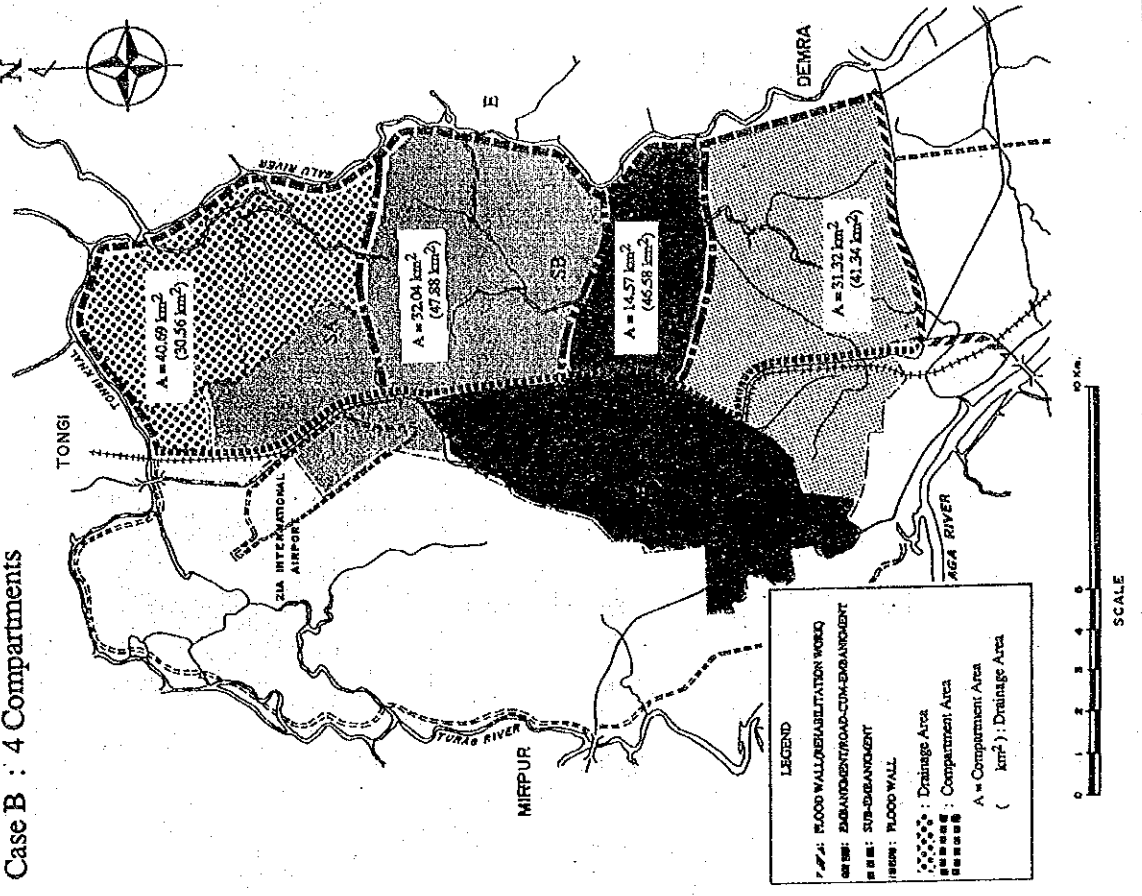 Case B : 4 Compartments
N
TONGI
TONGI KHAL
BALU RIVER
A = 40.69 km²
(30.56 km²)
ZIA INTERNATIONAL
AIRPORT
A = 32.04 km²
(47.88 km²)
E
SB
A = 14.57 km²
(46.58 km²)
DEMRA
A = 31.32 km²
(41.34 km²)
TURAG RIVER
MIRPUR
AGA RIVER
LEGEND
: FLOOD WALL(REHABILITATION WORK)
: EMBANKMENT/ROAD-CUM-EMBANKMENT
: SUB-EMBANKMENT
: FLOOD WALL
: Drainage Area
: Compartment Area
A = Compartment Area
( km² ) : Drainage Area
0 1 2 3 4 5 10 Km.
SCALE